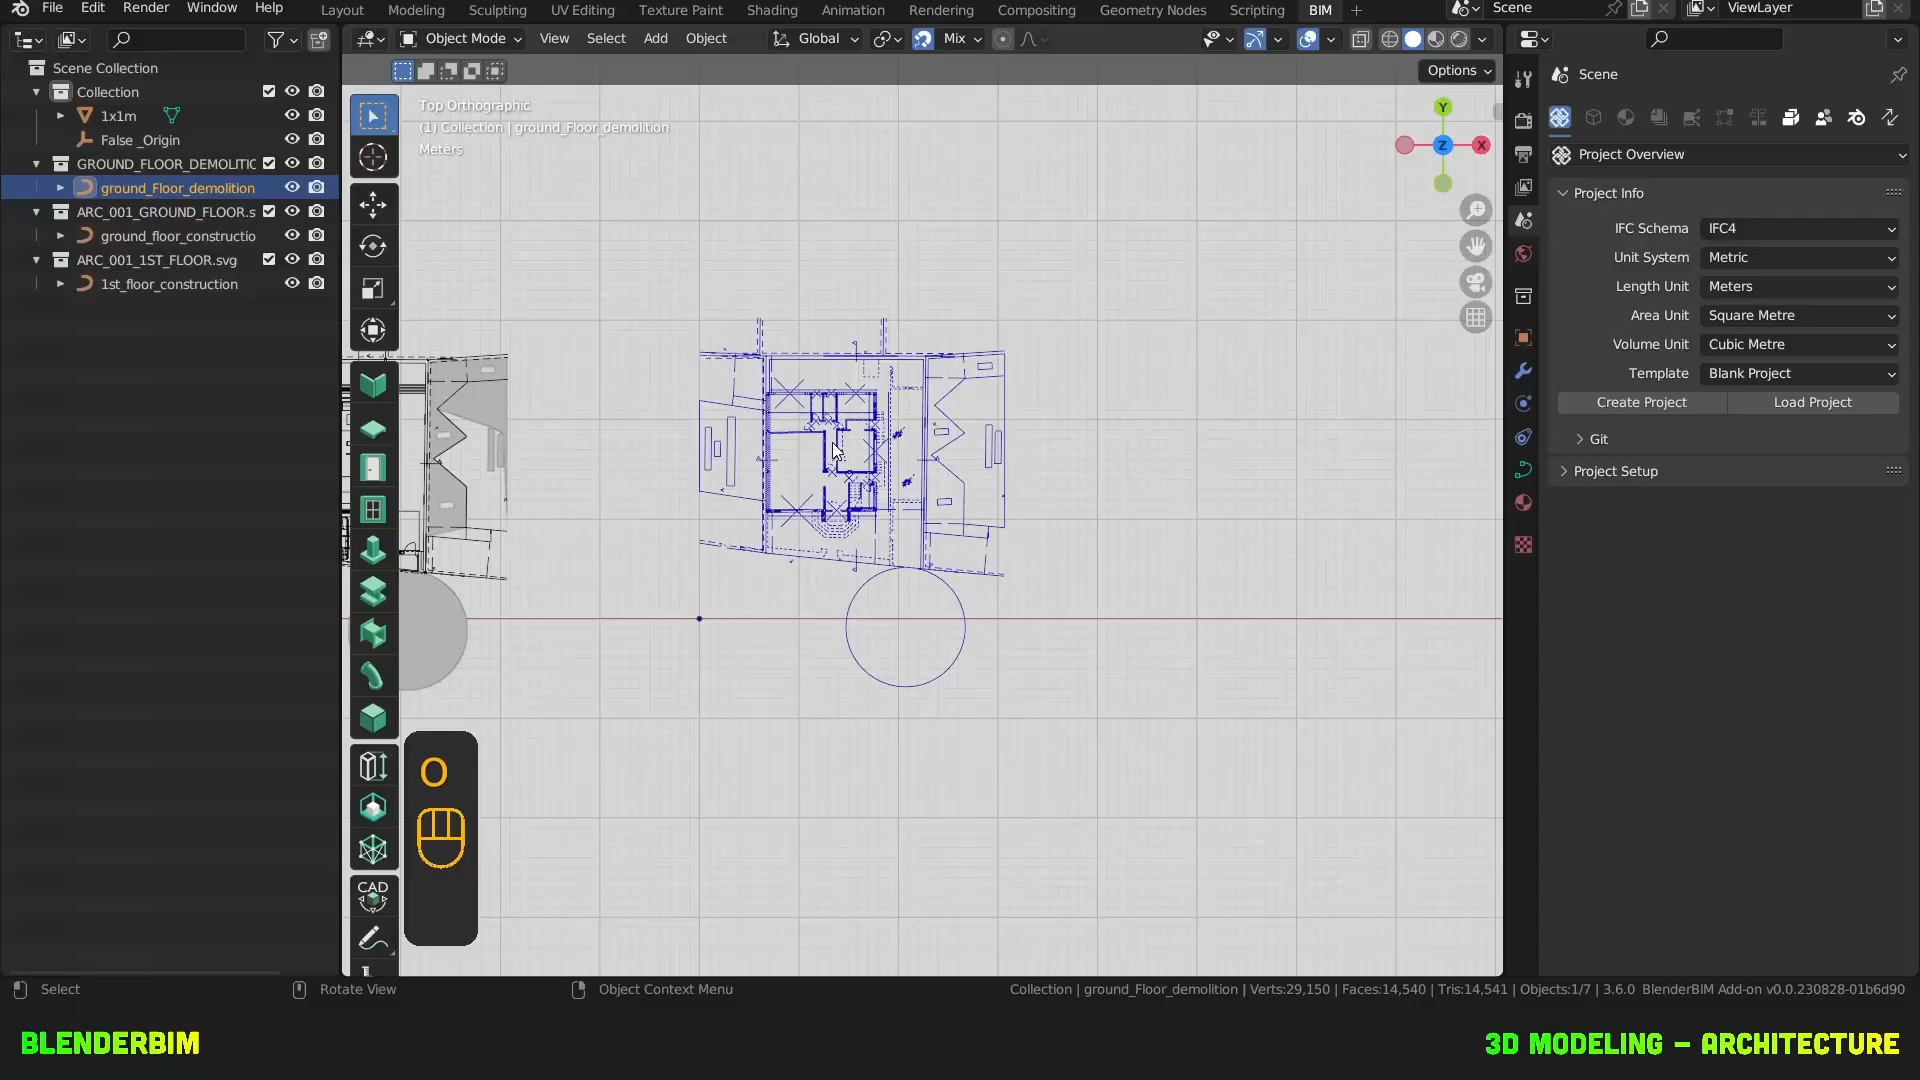 File Edit Render Window Help Layout Modeling Sculpting UV Editing Texture Paint Shading Animation Rendering Compositing Geometry Nodes Scripting BIM + Scene ViewLayer
Object Mode View Select Add Object Global Mix
Options
Scene Collection
Collection
1x1m
False _Origin
GROUND_FLOOR_DEMOLITIC
ground_Floor_demolition
ARC_001_GROUND_FLOOR.s
ground_floor_constructio
ARC_001_1ST_FLOOR.svg
1st_floor_construction
Top Orthographic
(1) Collection | ground_Floor_demolition
Meters
Y
Z
X
CAD
O
Scene
Project Overview
Project Info
IFC Schema IFC4
Unit System Metric
Length Unit Meters
Area Unit Square Metre
Volume Unit Cubic Metre
Template Blank Project
Create Project Load Project
Git
Project Setup
Select Rotate View Object Context Menu Collection | ground_Floor_demolition | Verts:29,150 | Faces:14,540 | Tris:14,541 | Objects:1/7 | 3.6.0 BlenderBIM Add-on v0.0.230828-01b6d90
BLENDERBIM
3D MODELING - ARCHITECTURE